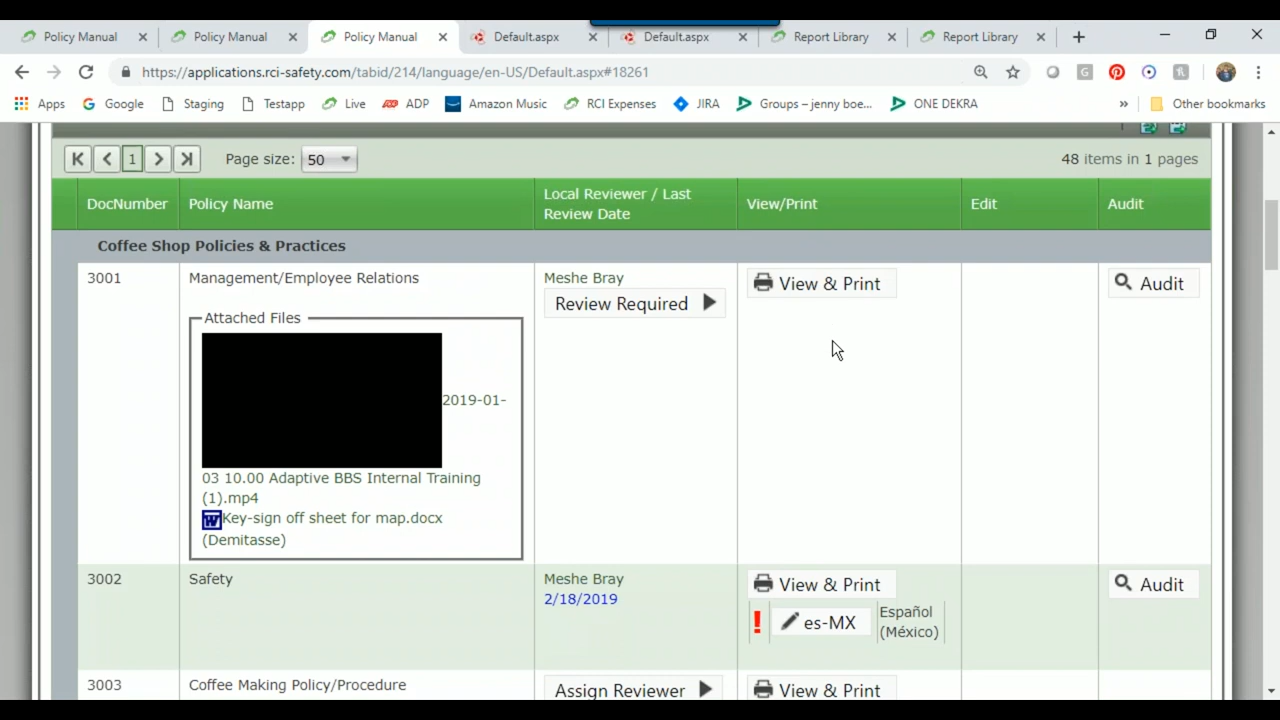 Policy Manual
Policy Manual
Policy Manual
Default.aspx
Default.aspx
Report Library
Report Library
https://applications.rci-safety.com/tabid/214/language/en-US/Default.aspx#18261
Apps
Google
Staging
Testapp
Live
ADP
Amazon Music
RCI Expenses
JIRA
Groups – jenny boe...
ONE DEKRA
»
Other bookmarks
1
Page size:
50
48 items in 1 pages
DocNumber
Policy Name
Local Reviewer / Last
Review Date
View/Print
Edit
Audit
Coffee Shop Policies & Practices
3001
Management/Employee Relations
Meshe Bray
Review Required
View & Print
Audit
Attached Files
2019-01-
03 10.00 Adaptive BBS Internal Training
(1).mp4
Key-sign off sheet for map.docx
(Demitasse)
3002
Safety
Meshe Bray
2/18/2019
View & Print
! es-MX
Español
(México)
Audit
3003
Coffee Making Policy/Procedure
Assign Reviewer
View & Print